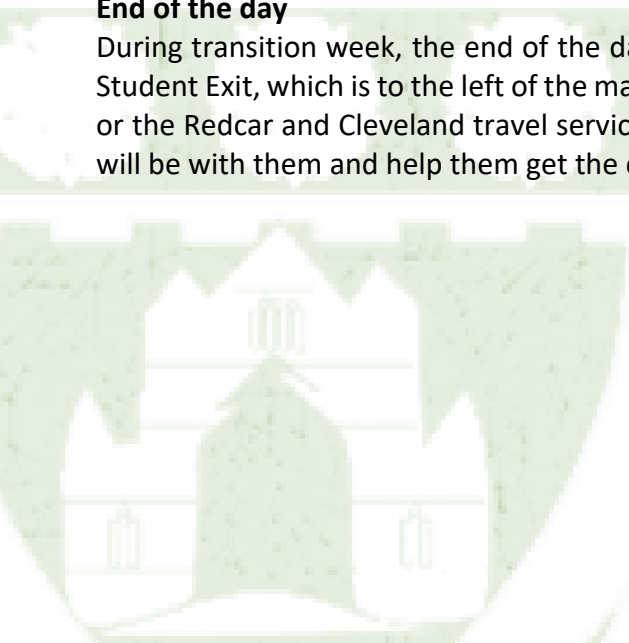 End of the day
During transition week, the end of the
Student Exit, which is to the left of the
or the Redcar and Cleveland travel
will be with them and help them get the